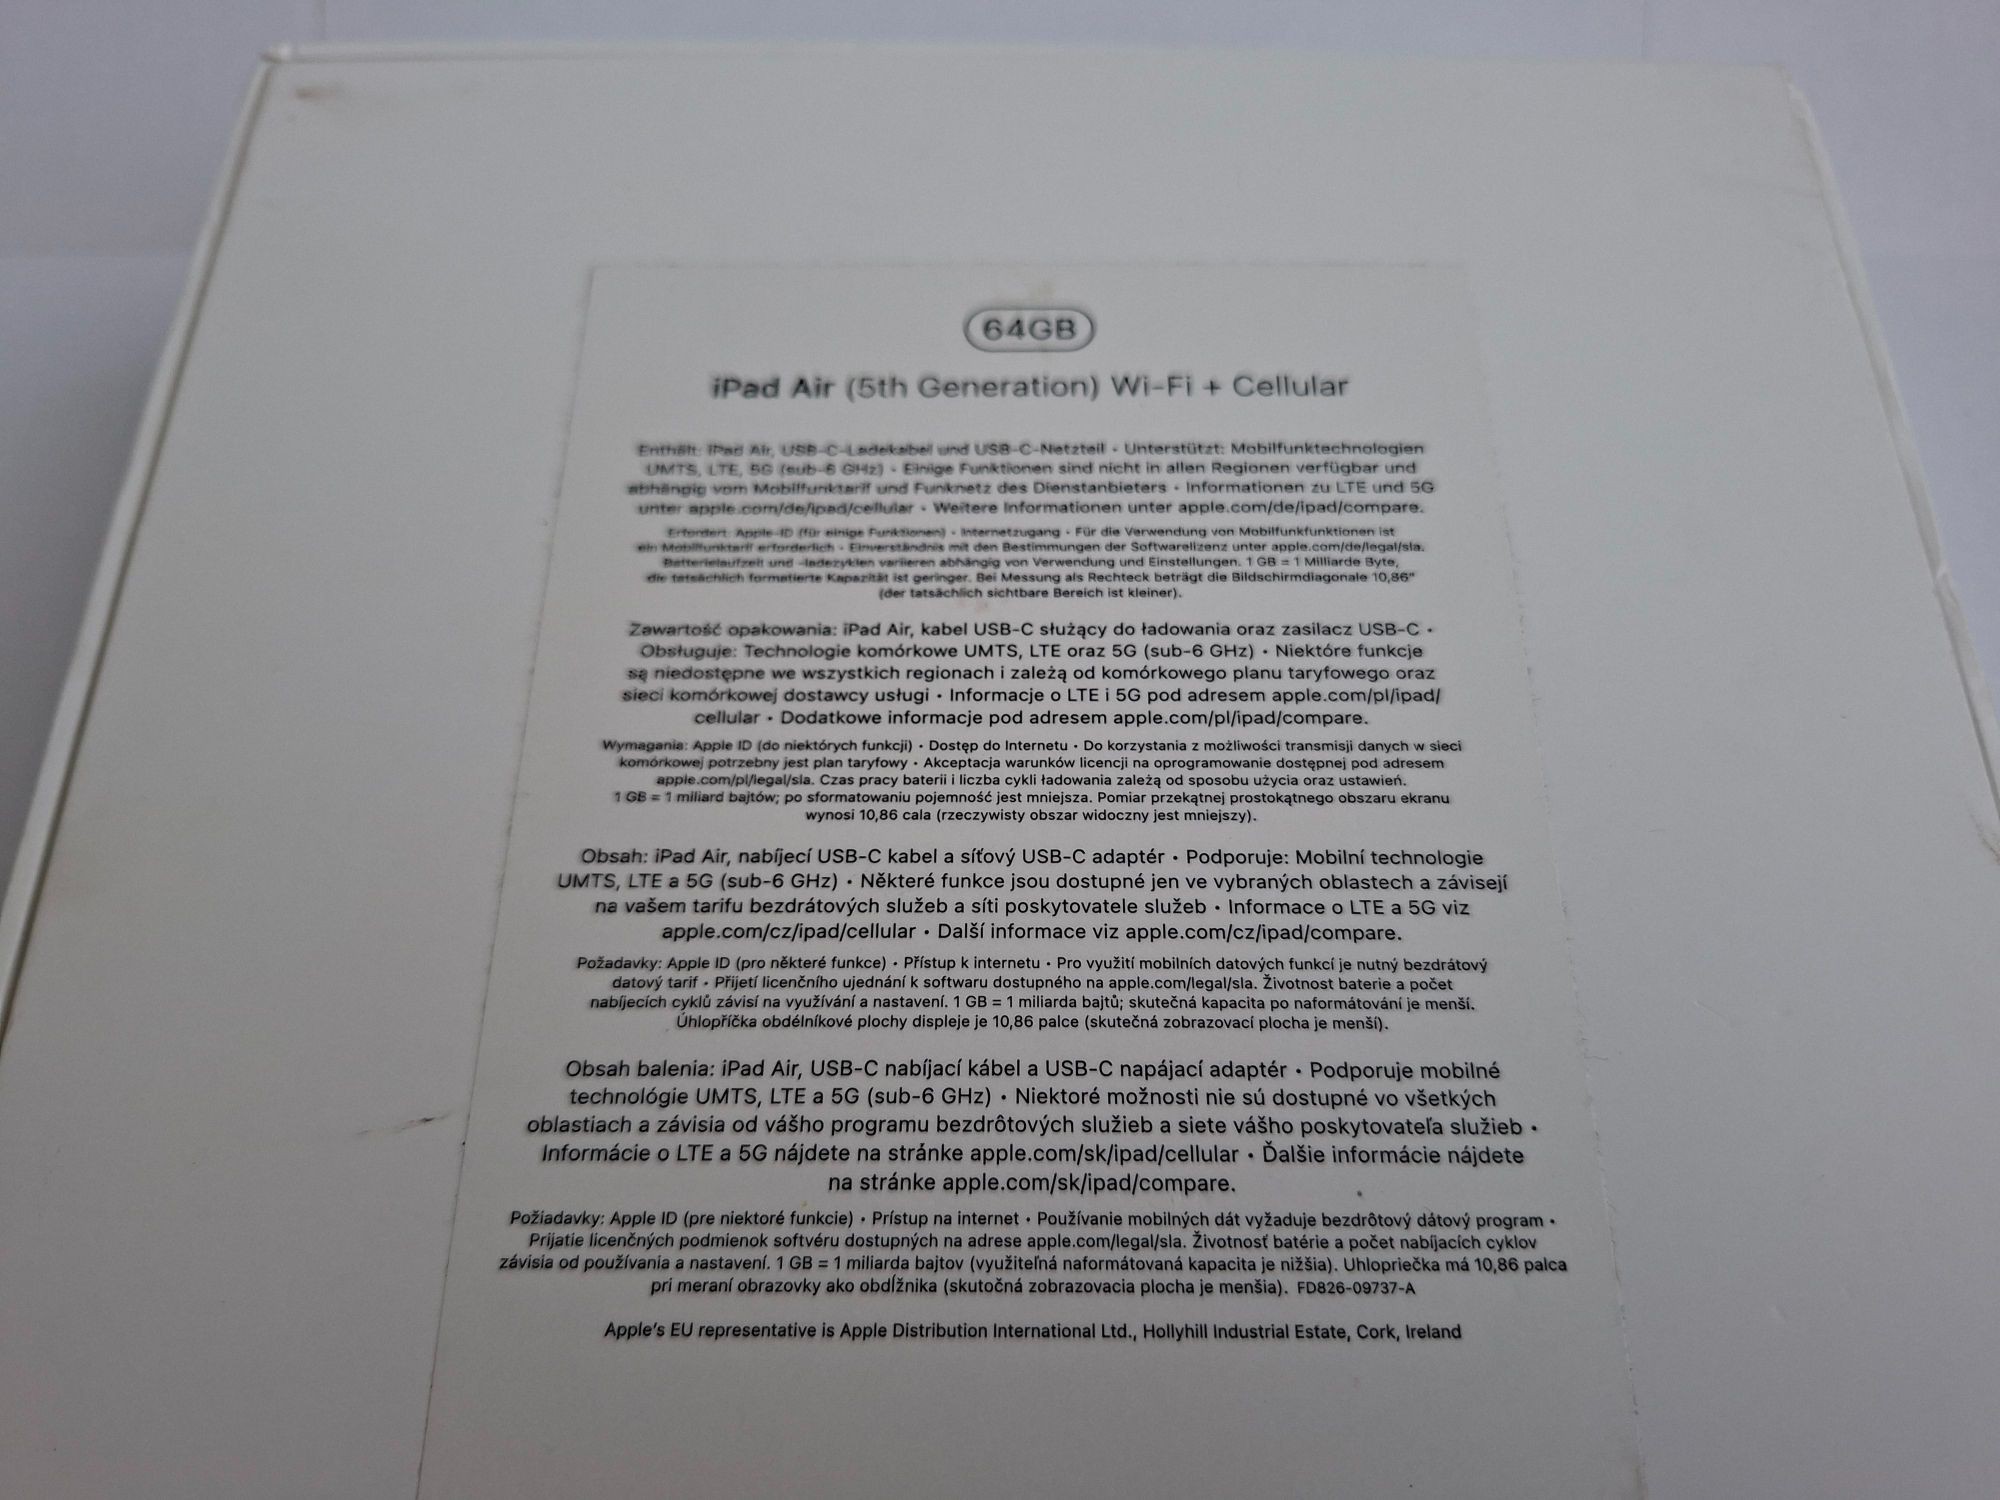 64GB
iPad Air (5th Generation) Wi-Fi + Cellular
Enthält: iPad Air, USB-C-Ladekabel und USB-C-Netzteil • Unterstützt: Mobilfunktechnologien
UMTS, LTE, 5G (sub-6 GHz) • Einige Funktionen sind nicht in allen Regionen verfügbar und
abhängig vom Mobilfunktarif und Funknetz des Dienstanbieters • Informationen zu LTE und 5G
unter apple.com/de/ipad/cellular • Weitere Informationen unter apple.com/de/ipad/compare.
Erfordert: Apple-ID (für einige Funktionen) • Internetzugang • Für die Verwendung von Mobilfunkfunktionen ist
ein Mobilfunktarif erforderlich • Einverständnis mit den Bestimmungen der Softwarelizenz unter apple.com/de/legal/sla.
Batterielaufzeit und -ladezyklen variieren abhängig von Verwendung und Einstellungen. 1 GB = 1 Milliarde Byte,
die tatsächlich formatierte Kapazität ist geringer. Bei Messung als Rechteck beträgt die Bildschirmdiagonale 10,86"
(der tatsächlich sichtbare Bereich ist kleiner).
Zawartość opakowania: iPad Air, kabel USB-C służący do ładowania oraz zasilacz USB-C •
Obsługuje: Technologie komórkowe UMTS, LTE oraz 5G (sub-6 GHz) • Niektóre funkcje
są niedostępne we wszystkich regionach i zależą od komórkowego planu taryfowego oraz
sieci komórkowej dostawcy usługi • Informacje o LTE i 5G pod adresem apple.com/pl/ipad/
cellular • Dodatkowe informacje pod adresem apple.com/pl/ipad/compare.
Wymagania: Apple ID (do niektórych funkcji) • Dostęp do Internetu • Do korzystania z możliwości transmisji danych w sieci
komórkowej potrzebny jest plan taryfowy • Akceptacja warunków licencji na oprogramowanie dostępnej pod adresem
apple.com/pl/legal/sla. Czas pracy baterii i liczba cykli ładowania zależą od sposobu użycia oraz ustawień.
1 GB = 1 miliard bajtów; po sformatowaniu pojemność jest mniejsza. Pomiar przekątnej prostokątnego obszaru ekranu
wynosi 10,86 cala (rzeczywisty obszar widoczny jest mniejszy).
Obsah: iPad Air, nabíjecí USB-C kabel a síťový USB-C adaptér • Podporuje: Mobilní technologie
UMTS, LTE a 5G (sub-6 GHz) • Některé funkce jsou dostupné jen ve vybraných oblastech a závisejí
na vašem tarifu bezdrátových služeb a síti poskytovatele služeb • Informace o LTE a 5G viz
apple.com/cz/ipad/cellular • Další informace viz apple.com/cz/ipad/compare.
Požadavky: Apple ID (pro některé funkce) • Přístup k internetu • Pro využití mobilních datových funkcí je nutný bezdrátový
datový tarif • Přijetí licenčního ujednání k softwaru dostupného na apple.com/legal/sla. Životnost baterie a počet
nabíjecích cyklů závisí na využívání a nastavení. 1 GB = 1 miliarda bajtů; skutečná kapacita po naformátování je menší.
Úhlopříčka obdélníkové plochy displeje je 10,86 palce (skutečná zobrazovací plocha je menší).
Obsah balenia: iPad Air, USB-C nabíjací kábel a USB-C napájací adaptér • Podporuje mobilné
technológie UMTS, LTE a 5G (sub-6 GHz) • Niektoré možnosti nie sú dostupné vo všetkých
oblastiach a závisia od vášho programu bezdrôtových služieb a siete vášho poskytovateľa služieb •
Informácie o LTE a 5G nájdete na stránke apple.com/sk/ipad/cellular • Ďalšie informácie nájdete
na stránke apple.com/sk/ipad/compare.
Požiadavky: Apple ID (pre niektoré funkcie) • Prístup na internet • Používanie mobilných dát vyžaduje bezdrôtový dátový program •
Prijatie licenčných podmienok softvéru dostupných na adrese apple.com/legal/sla. Životnosť batérie a počet nabíjacích cyklov
závisia od používania a nastavení. 1 GB = 1 miliarda bajtov (využiteľná naformátovaná kapacita je nižšia). Uhlopriečka má 10,86 palca
pri meraní obrazovky ako obdĺžnika (skutočná zobrazovacia plocha je menšia). FD826-09737-A
Apple's EU representative is Apple Distribution International Ltd., Hollyhill Industrial Estate, Cork, Ireland